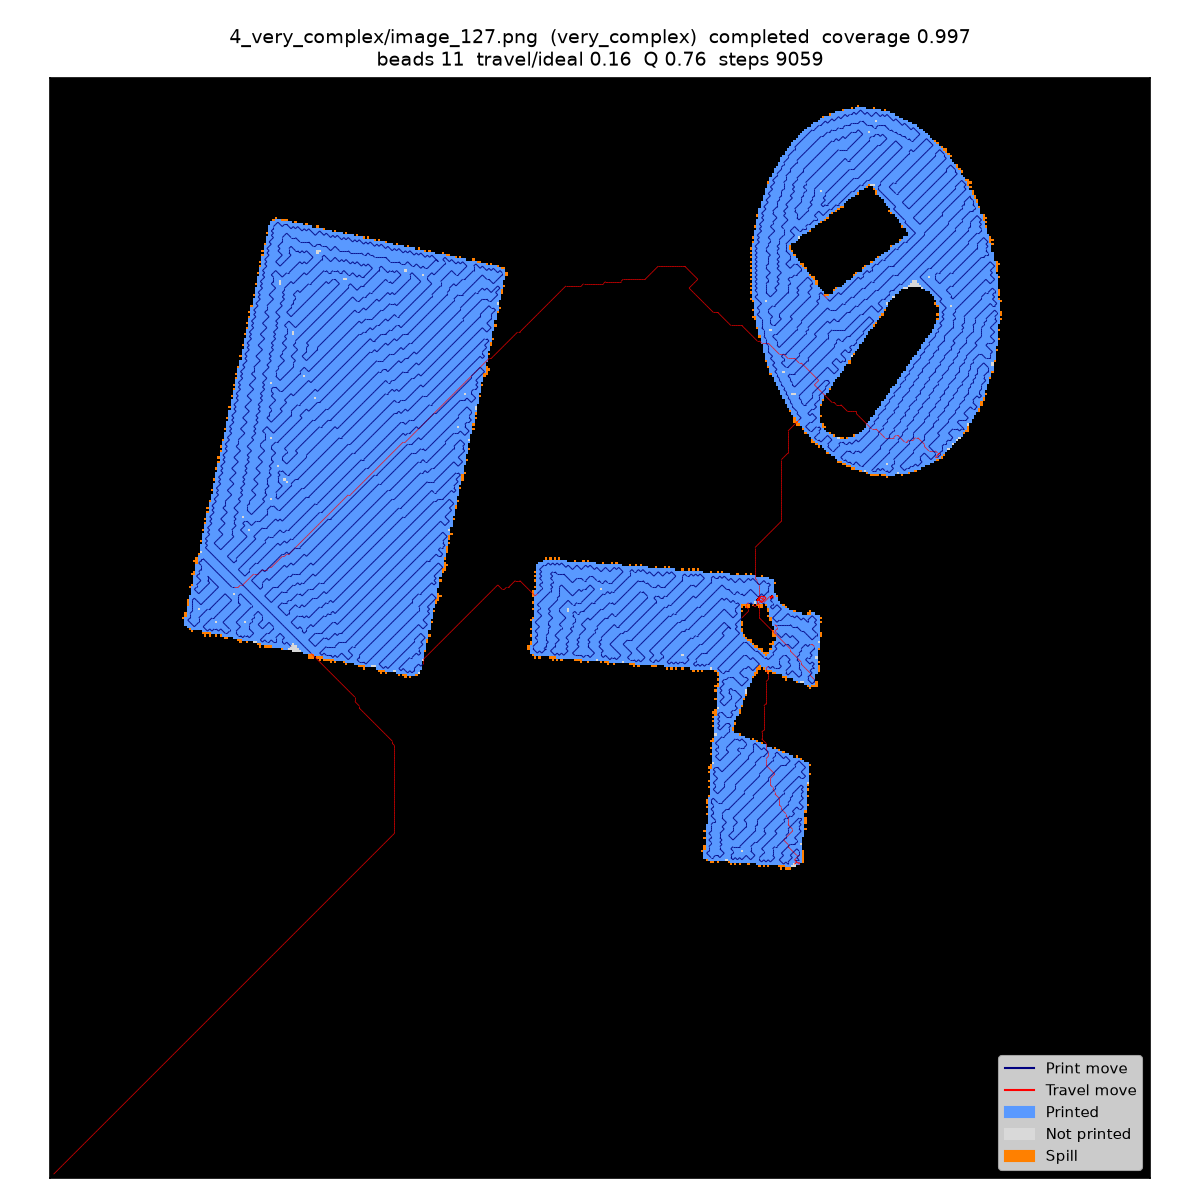 4_very_complex/image_127.png  (very_complex)  completed  coverage 0.997
beads 11  travel/ideal 0.16  Q 0.76  steps 9059
Print move
Travel move
Printed
Not printed
Spill